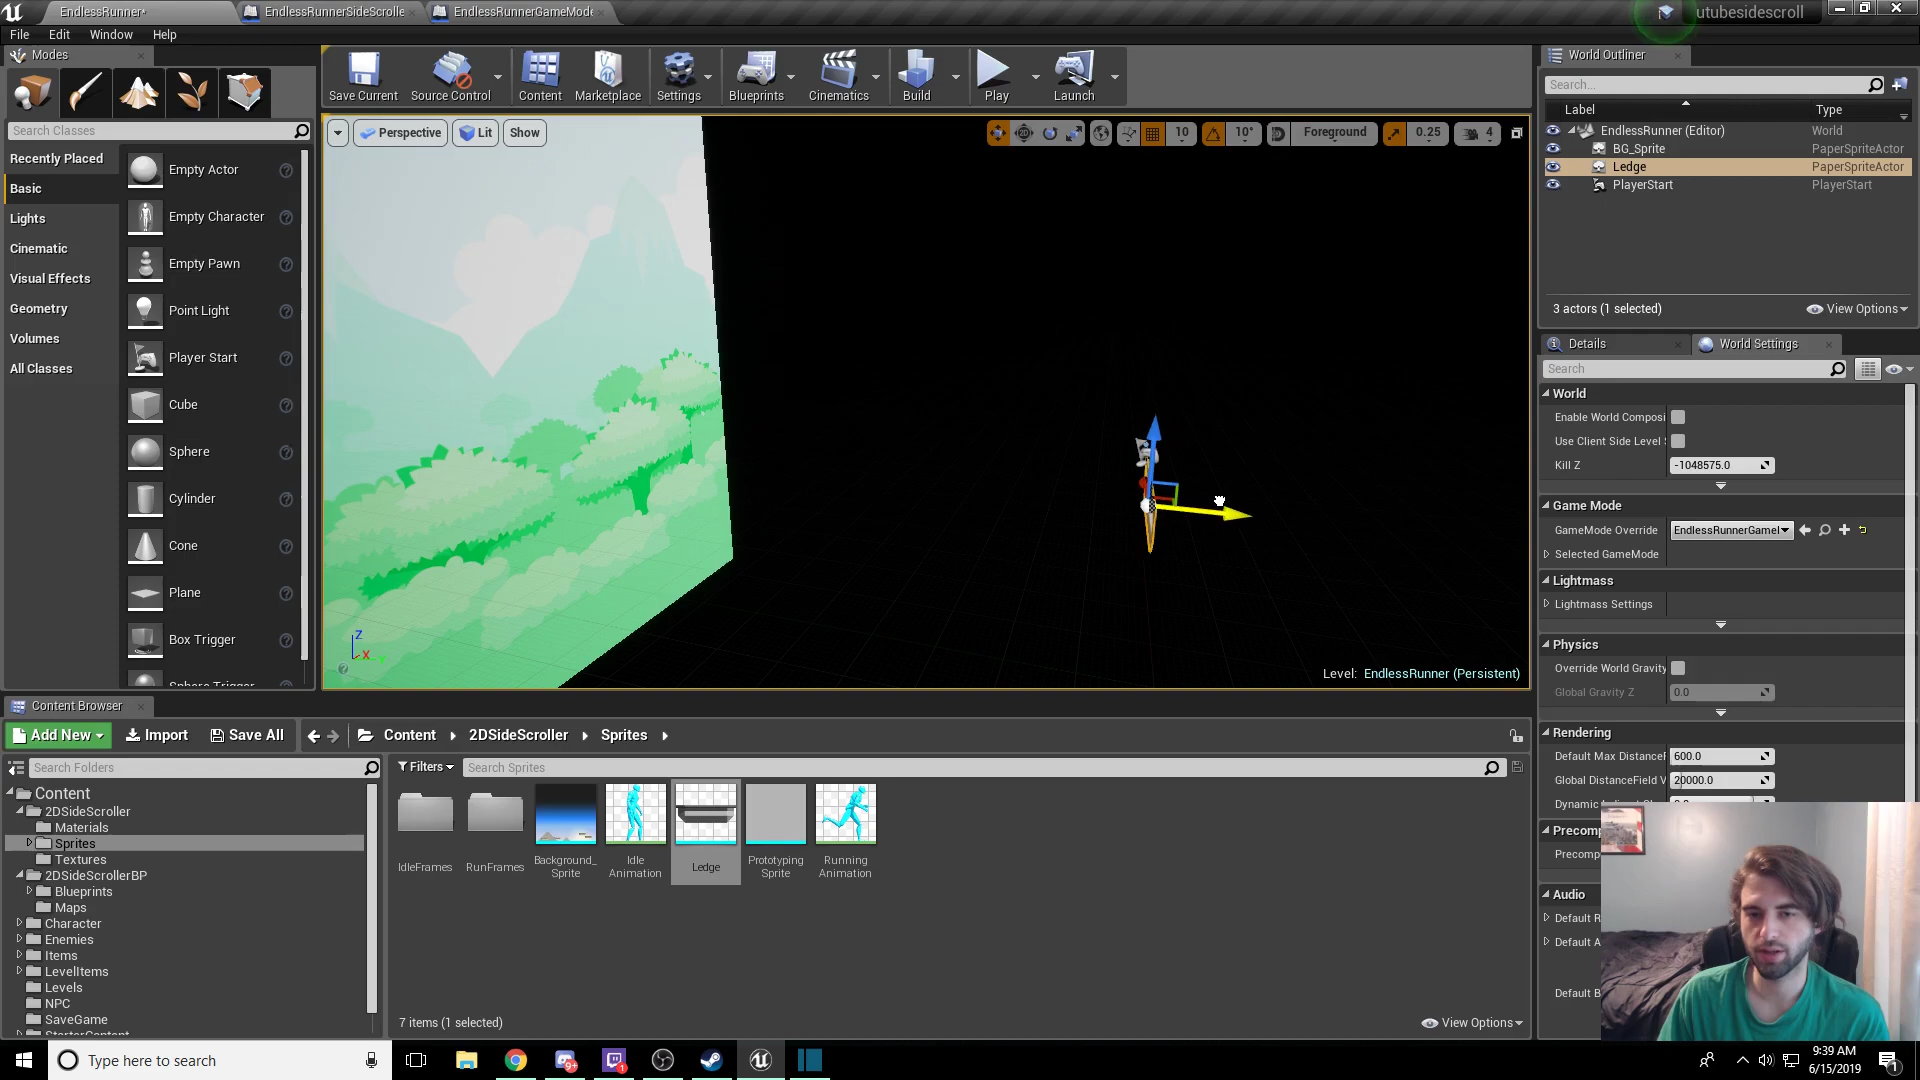 EndlessRunner*
EndlessRunnerSideScrolle
EndlessRunnerGameMode
utubesidescroll
File Edit Window Help
Modes
Search Classes
Recently Placed
Basic
Lights
Cinematic
Visual Effects
Geometry
Volumes
All Classes
Empty Actor
Empty Character
Empty Pawn
Point Light
Player Start
Cube
Sphere
Cylinder
Cone
Plane
Box Trigger
Sphere Trigger
Save Current
Source Control
Content
Marketplace
Settings
Blueprints
Cinematics
Build
Play
Launch
Perspective
Lit
Show
10
10°
Foreground
0.25
4
Z
X
Y
Level: EndlessRunner (Persistent)
World Outliner
Search...
Label Type
EndlessRunner (Editor) World
BG_Sprite PaperSpriteActor
Ledge PaperSpriteActor
PlayerStart PlayerStart
3 actors (1 selected)
View Options
Details
World Settings
Search
World
Enable World Composi
Use Client Side Level
Kill Z -1048575.0
Game Mode
GameMode Override EndlessRunnerGameI
Selected GameMode
Lightmass
Lightmass Settings
Physics
Override World Gravity
Global Gravity Z 0.0
Rendering
Default Max DistanceF 600.0
Global DistanceField V 20000.0
Precomp
Precomp
Audio
Default R
Default A
Default B
Content Browser
Add New
Import
Save All
Content
2DSideScroller
Sprites
Search Folders
Filters
Search Sprites
Content
2DSideScroller
Materials
Sprites
Textures
2DSideScrollerBP
Blueprints
Maps
Character
Enemies
Items
LevelItems
Levels
NPC
SaveGame
StarterContent
IdleFrames
RunFrames
Background_
Sprite
Idle
Animation
Ledge
Prototyping
Sprite
Running
Animation
7 items (1 selected)
View Options
Type here to search
9+
1
9:39 AM
6/15/2019
1